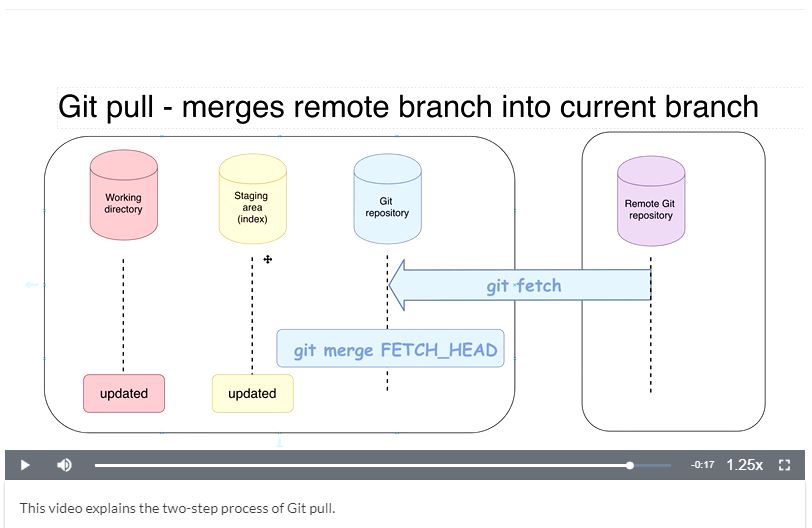 Git pull - merges remote branch into current branch
Working
directory
Staging
area
(index)
Git
repository
Remote Git
repository
git fetch
git merge FETCH_HEAD
updated
updated
-0:17
1.25x
This video explains the two-step process of Git pull.